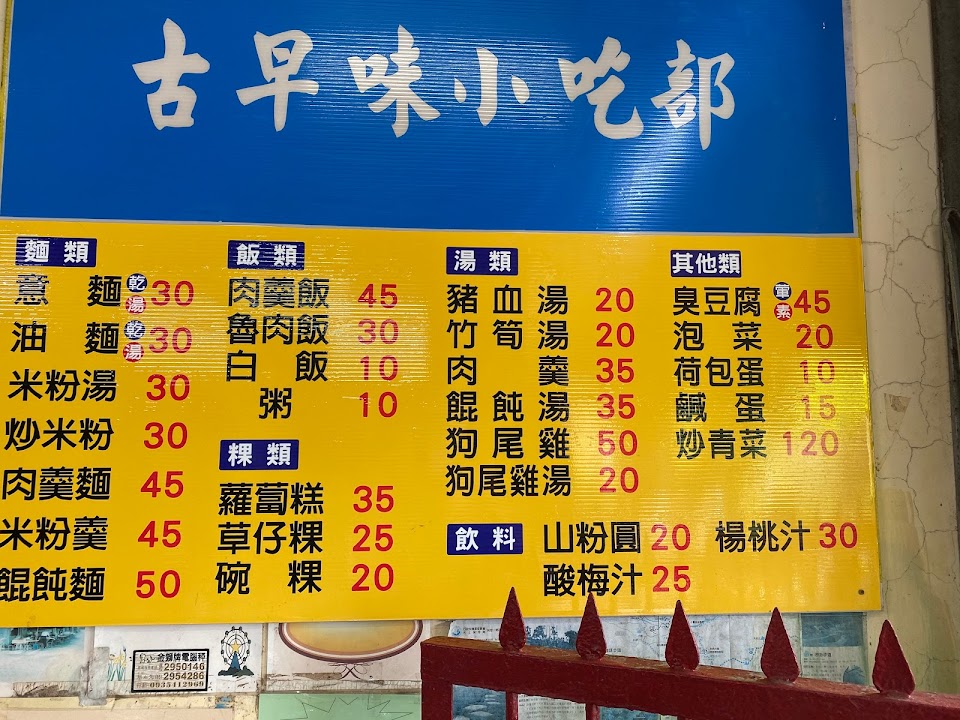 古早味小吃部
麵類
意麵 乾湯 30
油麵 乾湯 30
米粉湯 30
炒米粉 30
肉羹麵 45
米粉羹 45
餛飩麵 50
飯類
肉羹飯 45
魯肉飯 30
白飯 10
粥 10
粿類
蘿蔔糕 35
草仔粿 25
碗粿 20
湯類
豬血湯 20
竹筍湯 20
肉羹 35
餛飩湯 35
狗尾雞 50
狗尾雞湯 20
其他類
臭豆腐 葷素 45
泡菜 20
荷包蛋 10
鹹蛋 15
炒青菜 120
飲料
山粉圓 20 楊桃汁 30
酸梅汁 25
2950146
2954286
0935412969